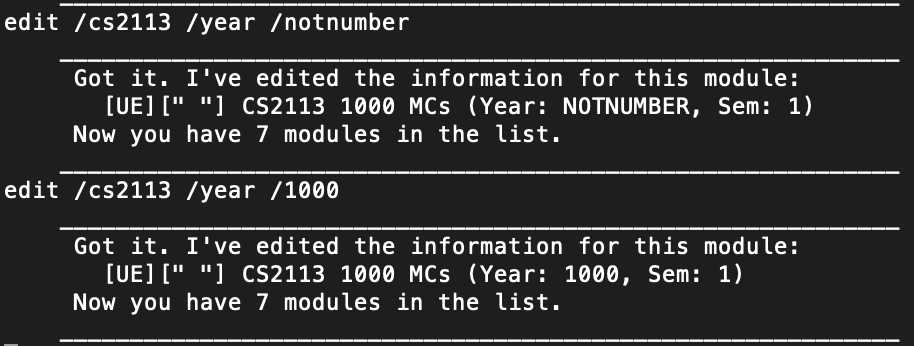 edit /cs2113 /year /notnumber
Got it. I've edited the information for this module:
[UE][" "] CS2113 1000 MCs (Year: NOTNUMBER, Sem: 1)
Now you have 7 modules in the list.
edit /cs2113 /year /1000
Got it. I've edited the information for this module:
[UE][" "] CS2113 1000 MCs (Year: 1000, Sem: 1)
Now you have 7 modules in the list.